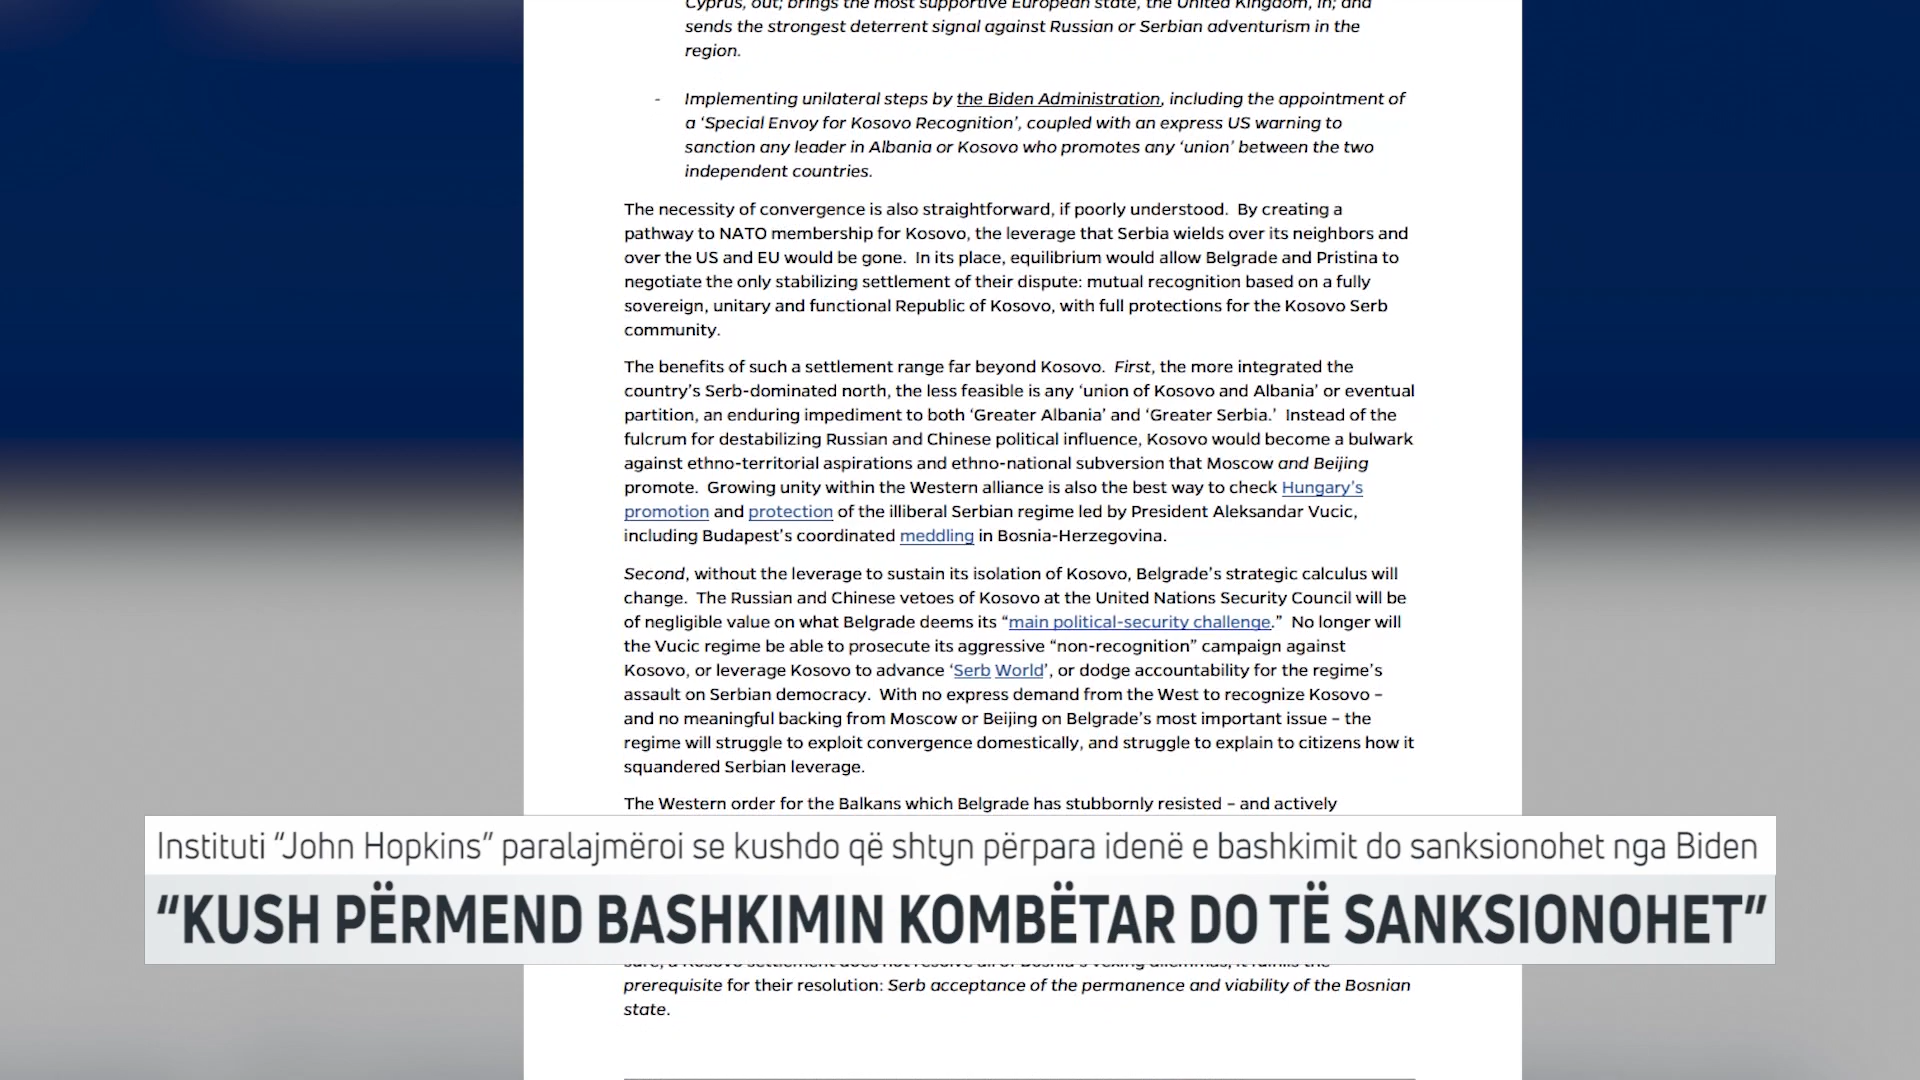 Cyprus, out; brings the most supportive European state, the United Kingdom, in; and
sends the strongest deterrent signal against Russian or Serbian adventurism in the
region.
- Implementing unilateral steps by the Biden Administration, including the appointment of
a ‘Special Envoy for Kosovo Recognition’, coupled with an express US warning to
sanction any leader in Albania or Kosovo who promotes any ‘union’ between the two
independent countries.
The necessity of convergence is also straightforward, if poorly understood. By creating a
pathway to NATO membership for Kosovo, the leverage that Serbia wields over its neighbors and
over the US and EU would be gone. In its place, equilibrium would allow Belgrade and Pristina to
negotiate the only stabilizing settlement of their dispute: mutual recognition based on a fully
sovereign, unitary and functional Republic of Kosovo, with full protections for the Kosovo Serb
community.
The benefits of such a settlement range far beyond Kosovo. First, the more integrated the
country’s Serb-dominated north, the less feasible is any ‘union of Kosovo and Albania’ or eventual
partition, an enduring impediment to both ‘Greater Albania’ and ‘Greater Serbia.’ Instead of the
fulcrum for destabilizing Russian and Chinese political influence, Kosovo would become a bulwark
against ethno-territorial aspirations and ethno-national subversion that Moscow and Beijing
promote. Growing unity within the Western alliance is also the best way to check Hungary’s
promotion and protection of the illiberal Serbian regime led by President Aleksandar Vucic,
including Budapest’s coordinated meddling in Bosnia-Herzegovina.
Second, without the leverage to sustain its isolation of Kosovo, Belgrade’s strategic calculus will
change. The Russian and Chinese vetoes of Kosovo at the United Nations Security Council will be
of negligible value on what Belgrade deems its “main political-security challenge.” No longer will
the Vucic regime be able to prosecute its aggressive “non-recognition” campaign against
Kosovo, or leverage Kosovo to advance ‘Serb World’, or dodge accountability for the regime’s
assault on Serbian democracy. With no express demand from the West to recognize Kosovo –
and no meaningful backing from Moscow or Beijing on Belgrade’s most important issue – the
regime will struggle to exploit convergence domestically, and struggle to explain to citizens how it
squandered Serbian leverage.
The Western order for the Balkans which Belgrade has stubbornly resisted – and actively
Instituti “John Hopkins” paralajmëroi se kushdo që shtyn përpara idenë e bashkimit do sanksionohet nga Biden
“KUSH PËRMEND BASHKIMIN KOMBËTAR DO TË SANKSIONOHET”
prerequisite for their resolution: Serb acceptance of the permanence and viability of the Bosnian
state.